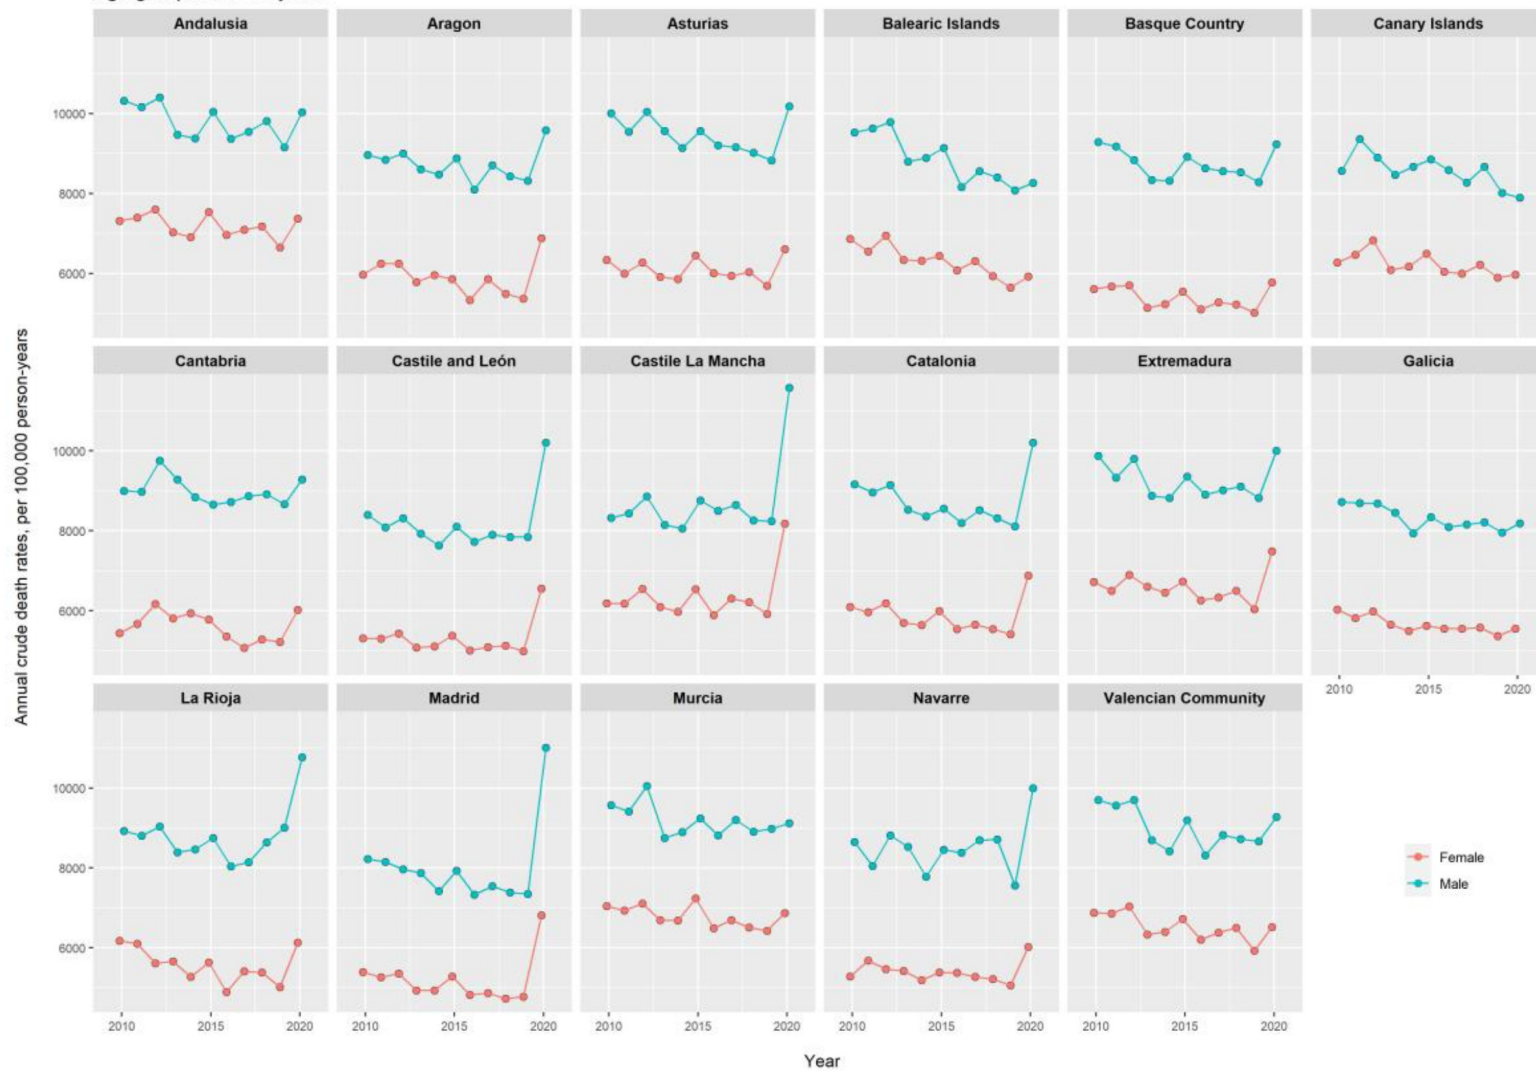 Andalusia Aragon Asturias Balearic Islands Basque Country Canary Islands
10000
8000
6000
Cantabria Castile and León Castile La Mancha Catalonia Extremadura Galicia
10000
8000
6000
2010 2015 2020
La Rioja Madrid Murcia Navarre Valencian Community
10000
8000
6000
2010 2015 2020 2010 2015 2020 2010 2015 2020 2010 2015 2020 2010 2015 2020
Annual crude death rates, per 100,000 person-years
Year
Female
Male